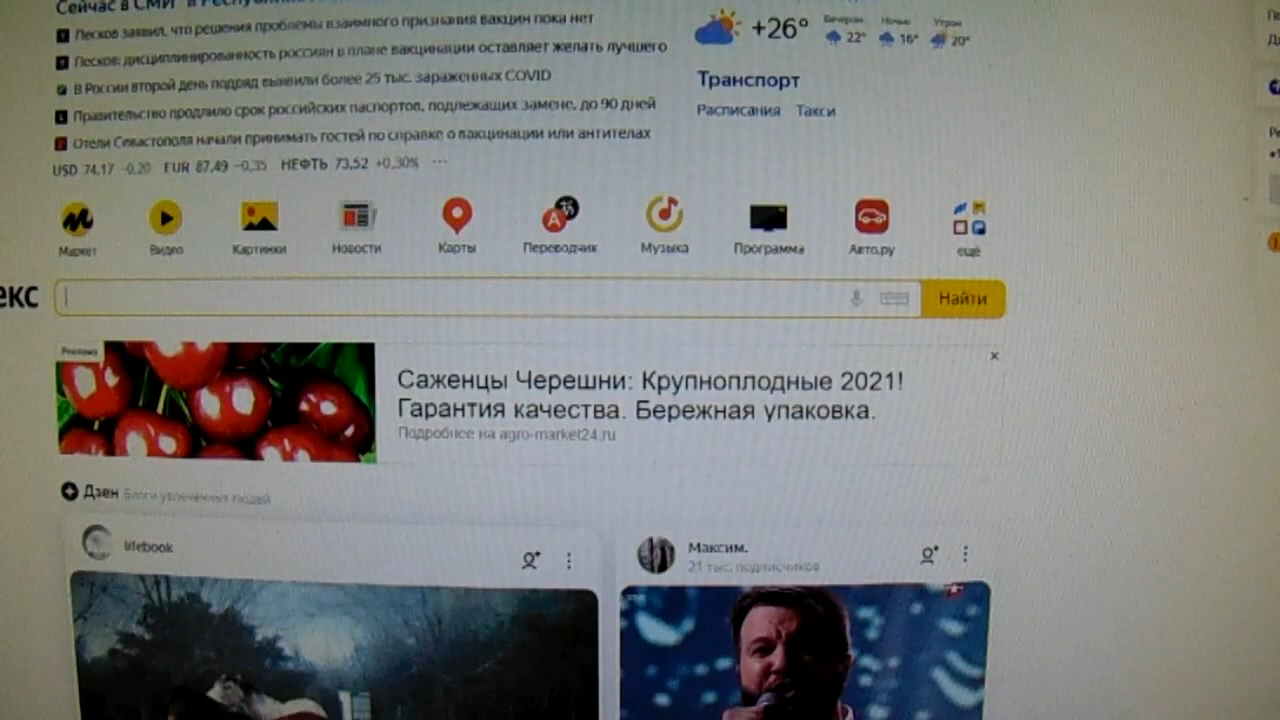 Сейчас в СМИ в Респу
Песков заявил, что решения проблемы взаимного признания вакцин пока нет
Песков: дисциплинированность россиян в плане вакцинации оставляет желать лучшего
В России второй день подряд выявили более 25 тыс. зараженных COVID
Правительство продлило срок российских паспортов, подлежащих замене, до 90 дней
Отели Севастополя начали принимать гостей по справке о вакцинации или антителах
USD 74,17 -0,20 EUR 87,49 -0,35 НЕФТЬ 73,52 +0,30% ···
+26° Вечером 22° Ночью 16° Утром 20°
Транспорт
Расписания Такси
Маркет Видео Картинки Новости Карты Переводчик Музыка Программа Авто.ру ещё
екс
Найти
Реклама
Саженцы Черешни: Крупноплодные 2021!
Гарантия качества. Бережная упаковка.
Подробнее на agro-market24.ru
Дзен Блоги увлечённых людей
lifebook
Максим.
21 тыс. подписчиков